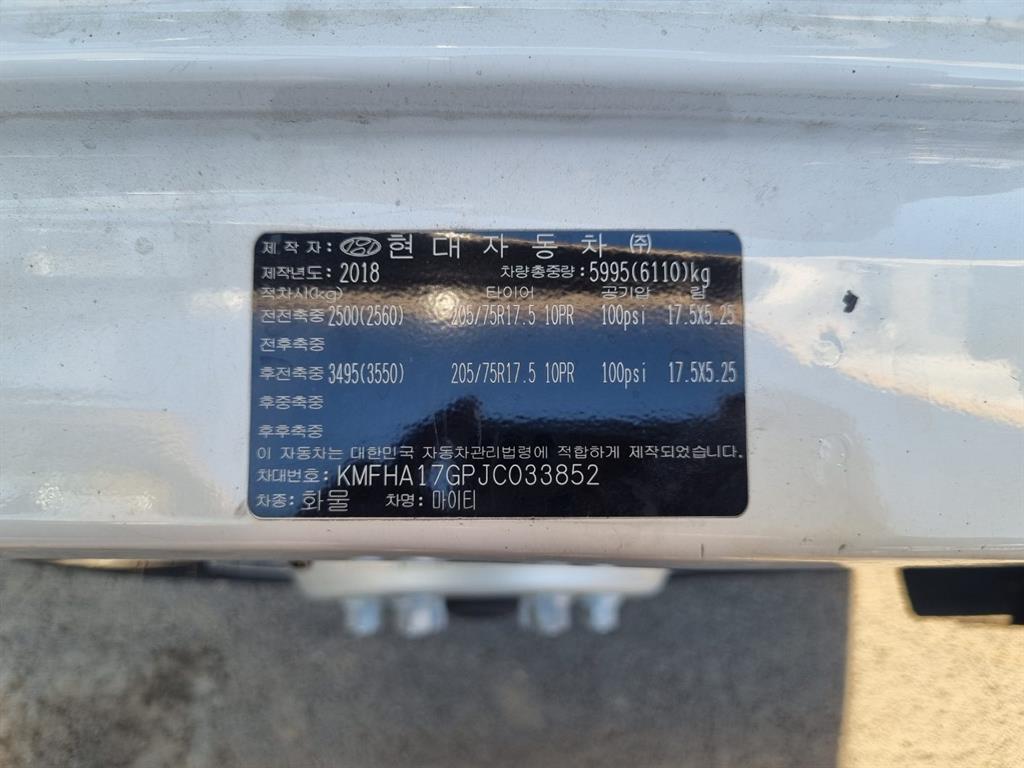 제 작 자: 현 대 자 동 차 ㈜
제작년도: 2018 차량총중량: 5995(6110)kg
적차시(kg) 타이어 공기압 림
전전축중 2500(2560) 205/75R17.5 10PR 100psi 17.5X5.25
전후축중
후전축중 3495(3550) 205/75R17.5 10PR 100psi 17.5X5.25
후중축중
후후축중
이 자동차는 대한민국 자동차관리법령에 적합하게 제작되었습니다.
차대번호: KMFHA17GPJC033852
차종: 화물 차명: 마이티